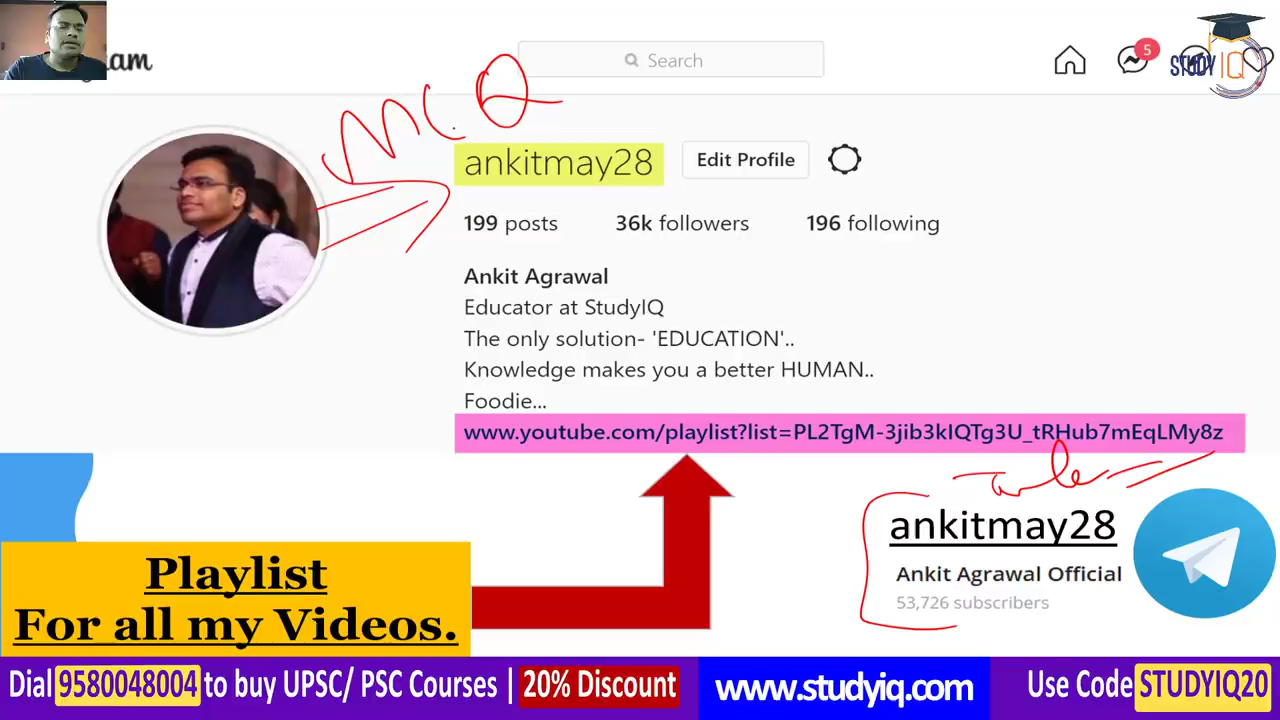 Search
5
STUDY IQ
MCQ
ankitmay28
Edit Profile
199 posts 36k followers 196 following
Ankit Agrawal
Educator at StudyIQ
The only solution- 'EDUCATION'..
Knowledge makes you a better HUMAN..
Foodie...
www.youtube.com/playlist?list=PL2TgM-3jib3kIQTg3U_tRHub7mEqLMy8z
ankitmay28
Ankit Agrawal Official
53,726 subscribers
Playlist
For all my Videos.
Dial 9580048004 to buy UPSC/ PSC Courses | 20% Discount www.studyiq.com Use Code STUDYIQ20